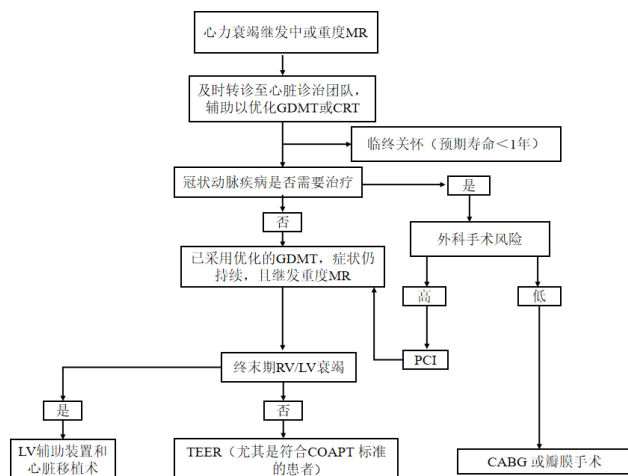 心力衰竭继发中或重度MR
及时转诊至心脏诊治团队，
辅助以优化GDMT或CRT
临终关怀（预期寿命＜1年）
冠状动脉疾病是否需要治疗
是
否
外科手术风险
已采用优化的GDMT，症状仍
持续，且继发重度MR
高
低
PCI
终末期RV/LV衰竭
是
否
LV辅助装置和
心脏移植术
TEER（尤其是符合COAPT 标准
的患者）
CABG 或瓣膜手术